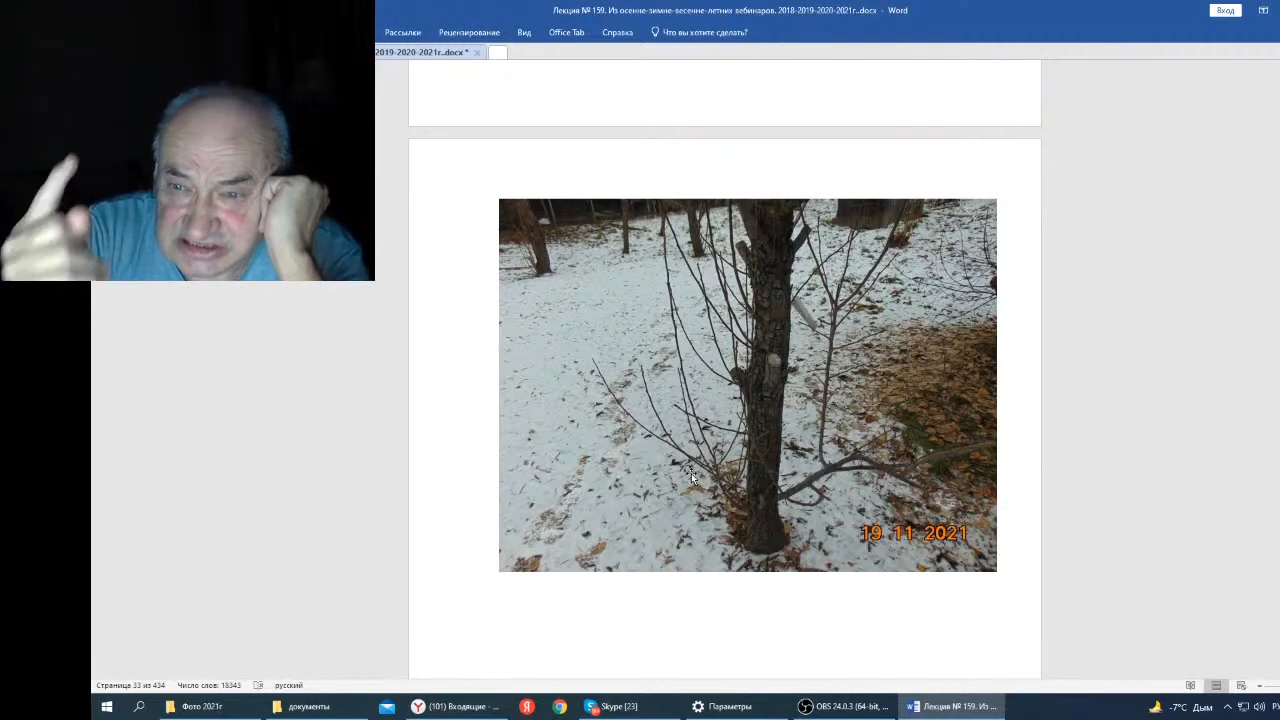 Лекция № 159. Из осенне-зимне-весенне-летних вебинаров. 2018-2019-2020-2021г..docx - Word
Вход
Рассылки Рецензирование Вид Office Tab Справка Что вы хотите сделать?
2019-2020-2021г..docx *
19 11 2021
Страница 33 из 434 Число слов: 18343 русский
Фото 2021г документы (101) Входящие - ... Skype [23] Параметры OBS 24.0.3 (64-bit, ... Лекция № 159. Из ... -7°C Дым